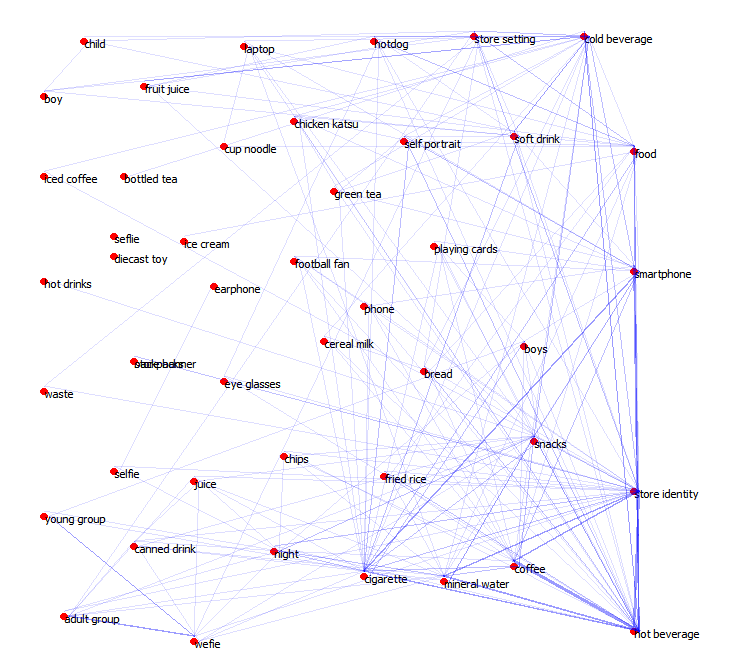 child
laptop
hotdog
store setting
cold beverage
boy
fruit juice
chicken katsu
cup noodle
self portrait
soft drink
food
iced coffee
bottled tea
green tea
seflie
ice cream
diecast toy
football fan
playing cards
hot drinks
earphone
smartphone
phone
cereal milk
boys
bread
eye glasses
waste
snacks
chips
selfie
juice
fried rice
store identity
young group
canned drink
night
cigarette
mineral water
coffee
adult group
wefie
hot beverage